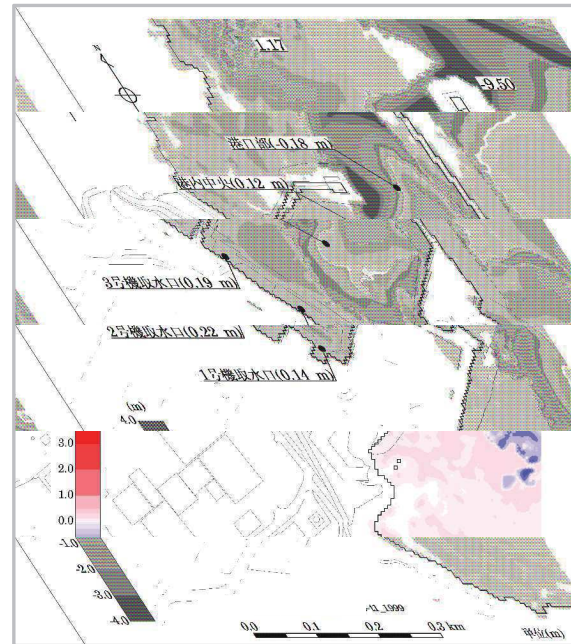 N
1.17
-9.50
港口部(-0.18 m)
港内中央(0.12 m)
3号機取水口(0.19 m)
2号機取水口(0.22 m)
1号機取水口(0.14 m)
(m)
4.0
3.0
2.0
1.0
0.0
-1.0
-2.0
-3.0
-4.0
0.0 0.1 0.2 0.3 km
単位(m)